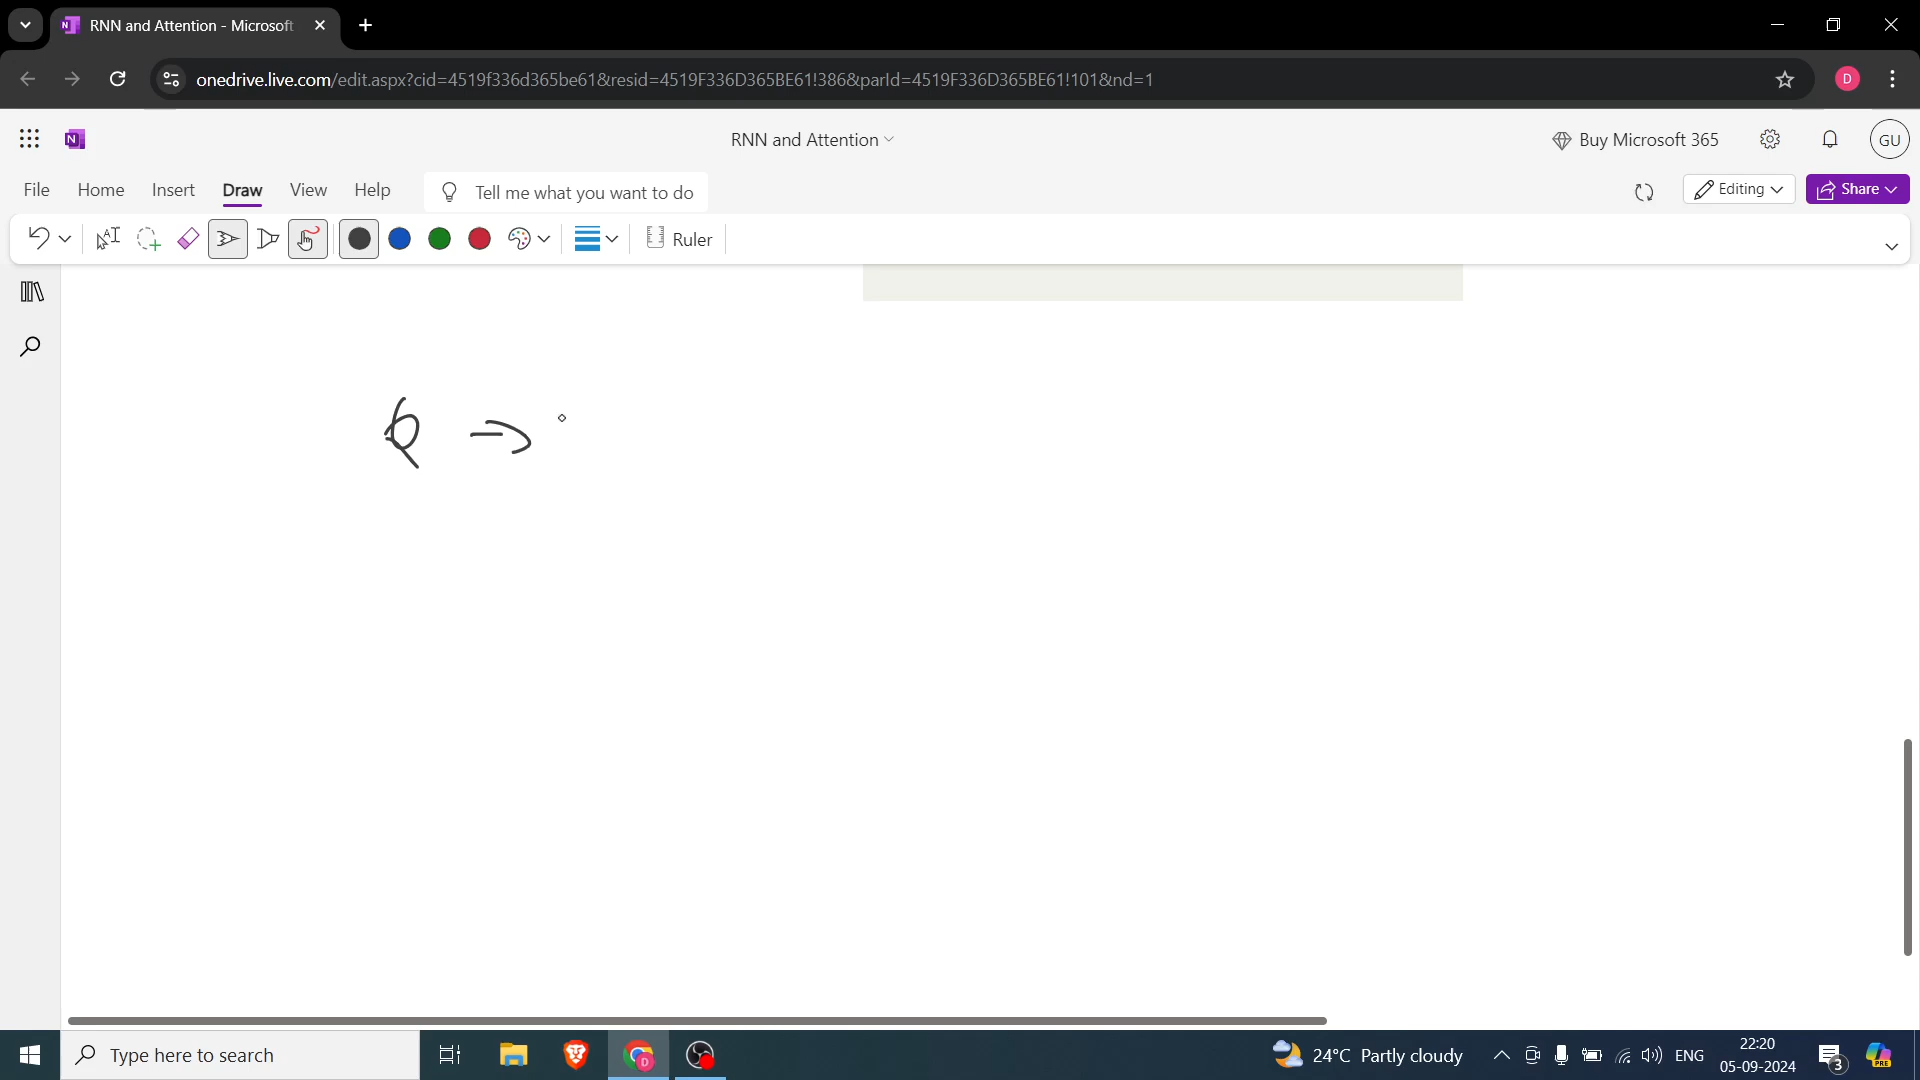 RNN and Attention - Microsoft
onedrive.live.com/edit.aspx?cid=4519f336d365be61&resid=4519F336D365BE61!386&parId=4519F336D365BE61!101&nd=1
D
N
RNN and Attention
Buy Microsoft 365
GU
File Home Insert Draw View Help
Tell me what you want to do
Editing
Share
Ruler
Q →
Type here to search
24°C Partly cloudy
ENG
22:20
05-09-2024
3
PRE